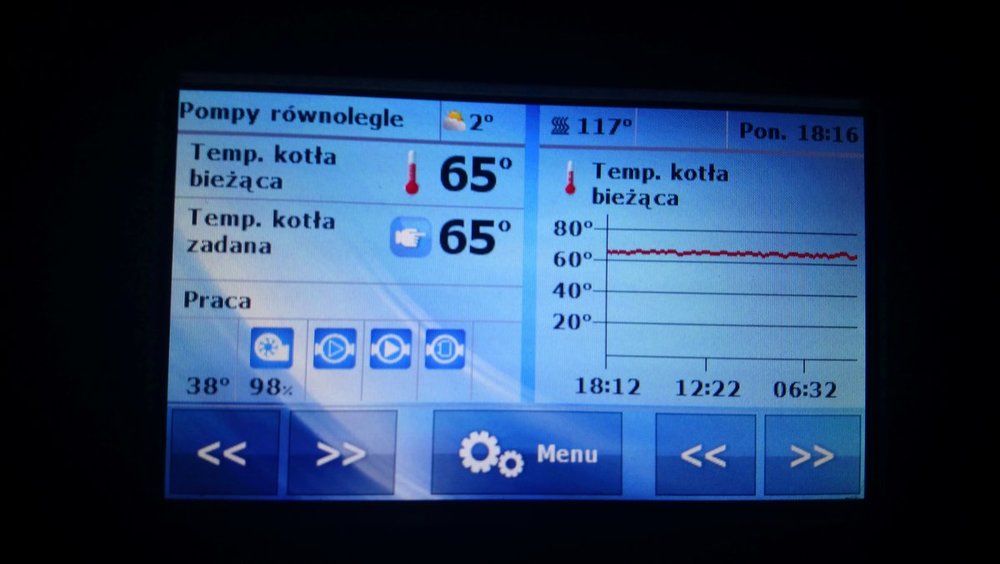 Pompy równolegle
2°
117°
Pon. 18:16
Temp. kotła
bieżąca
65°
Temp. kotła
zadana
65°
Praca
38°
98%
Temp. kotła
bieżąca
80°
60°
40°
20°
18:12
12:22
06:32
<<
>>
Menu
<<
>>